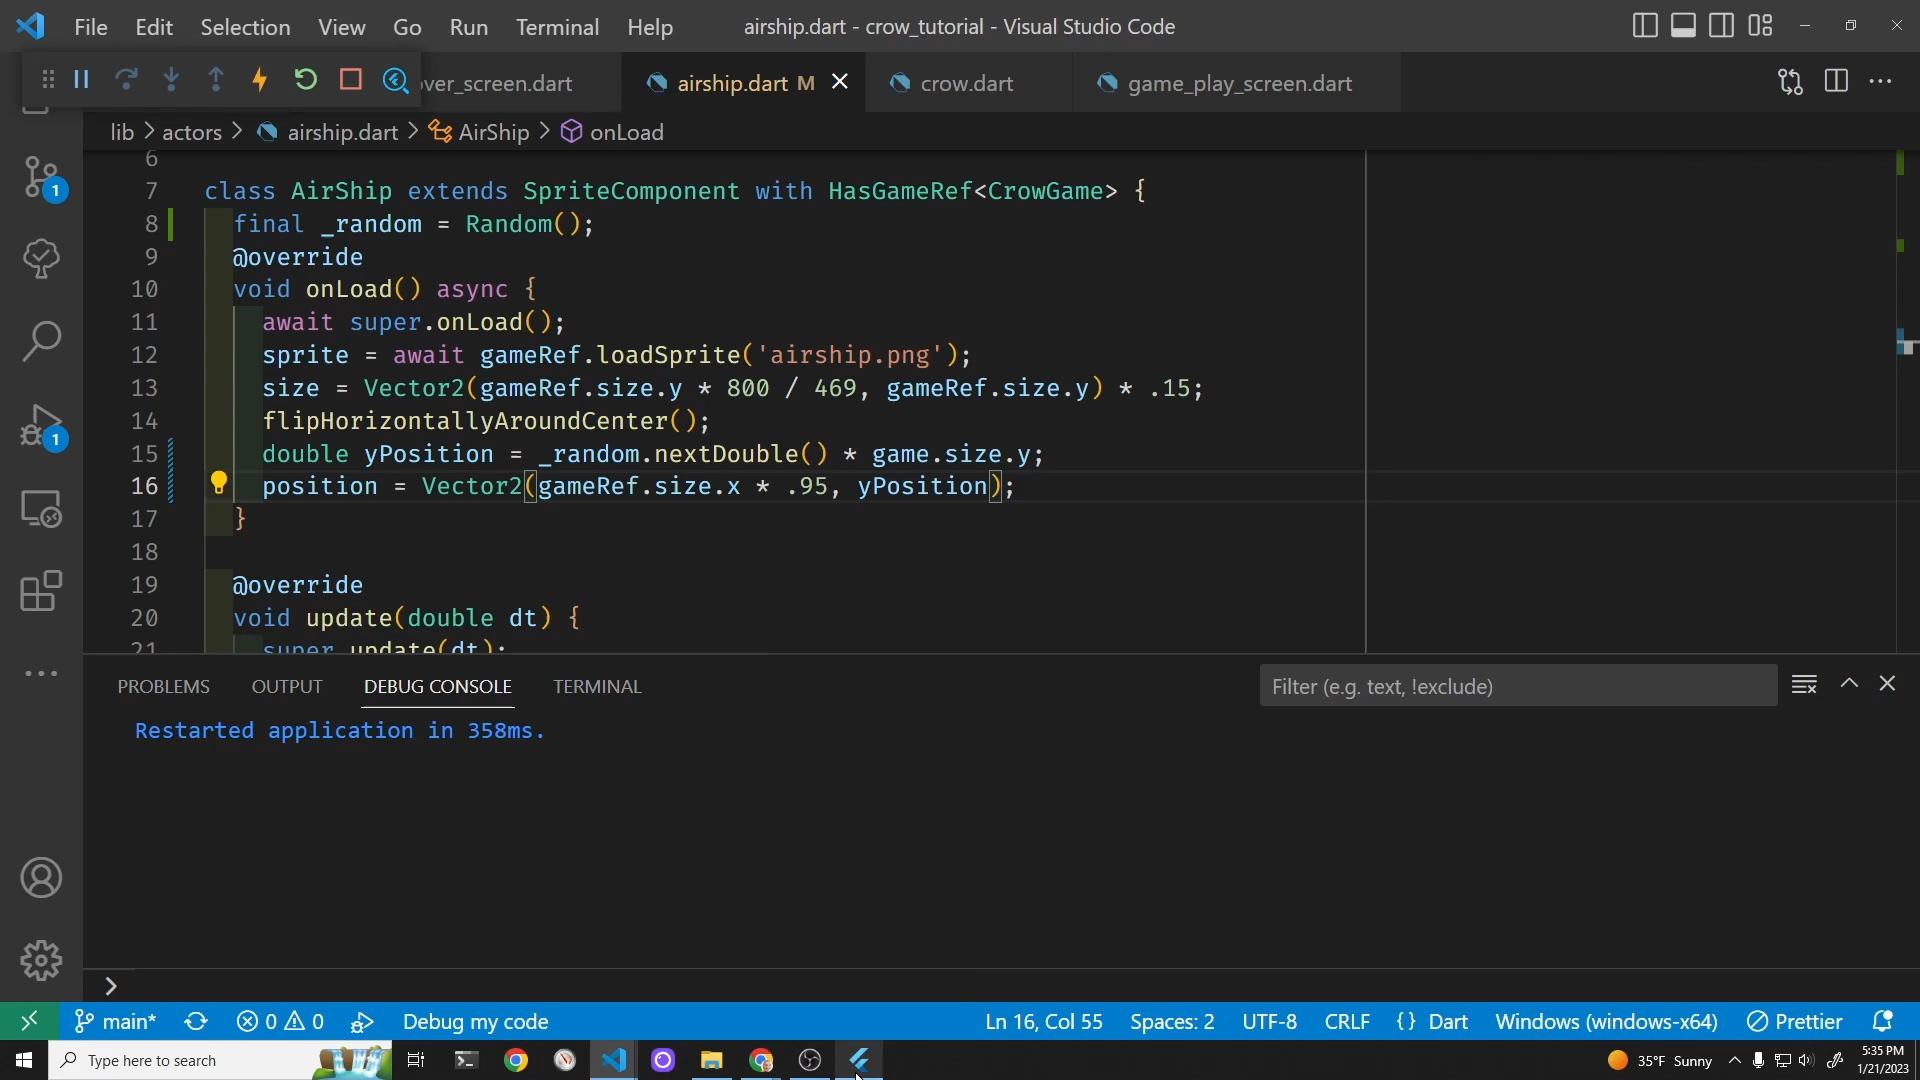 File Edit Selection View Go Run Terminal Help airship.dart - crow_tutorial - Visual Studio Code
over_screen.dart airship.dart M crow.dart game_play_screen.dart
lib > actors > airship.dart > AirShip > onLoad
6
7 class AirShip extends SpriteComponent with HasGameRef<CrowGame> {
8 final _random = Random();
9 @override
10 void onLoad() async {
11 await super.onLoad();
12 sprite = await gameRef.loadSprite('airship.png');
13 size = Vector2(gameRef.size.y * 800 / 469, gameRef.size.y) * .15;
14 flipHorizontallyAroundCenter();
15 double yPosition = _random.nextDouble() * game.size.y;
16 position = Vector2(gameRef.size.x * .95, yPosition);
17 }
18
19 @override
20 void update(double dt) {
21 super.update(dt);
1
1
PROBLEMS OUTPUT DEBUG CONSOLE TERMINAL Filter (e.g. text, !exclude)
Restarted application in 358ms.
main* 0 0 Debug my code Ln 16, Col 55 Spaces: 2 UTF-8 CRLF {} Dart Windows (windows-x64) Prettier
Type here to search 35°F Sunny 5:35 PM
1/21/2023